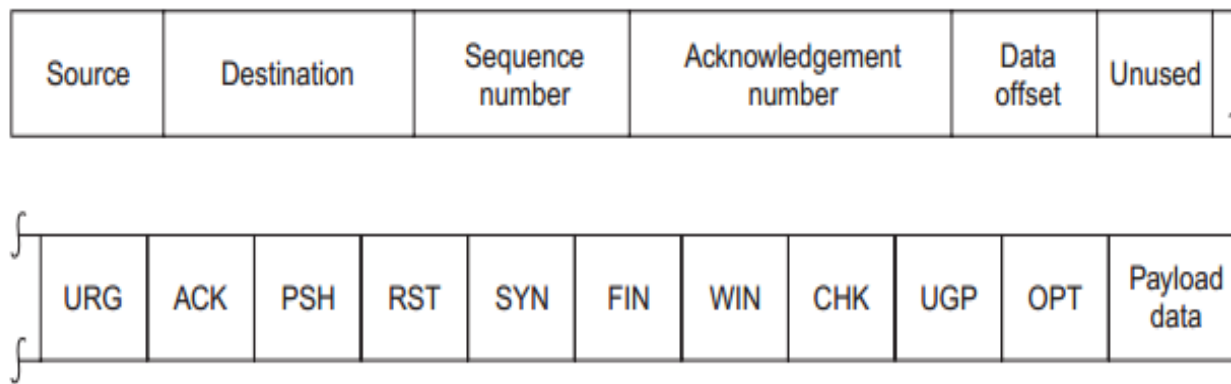 Source
Destination
Sequence
number
Acknowledgement
number
Data
offset
Unused
URG
ACK
PSH
RST
SYN
FIN
WIN
CHK
UGP
OPT
Payload
data